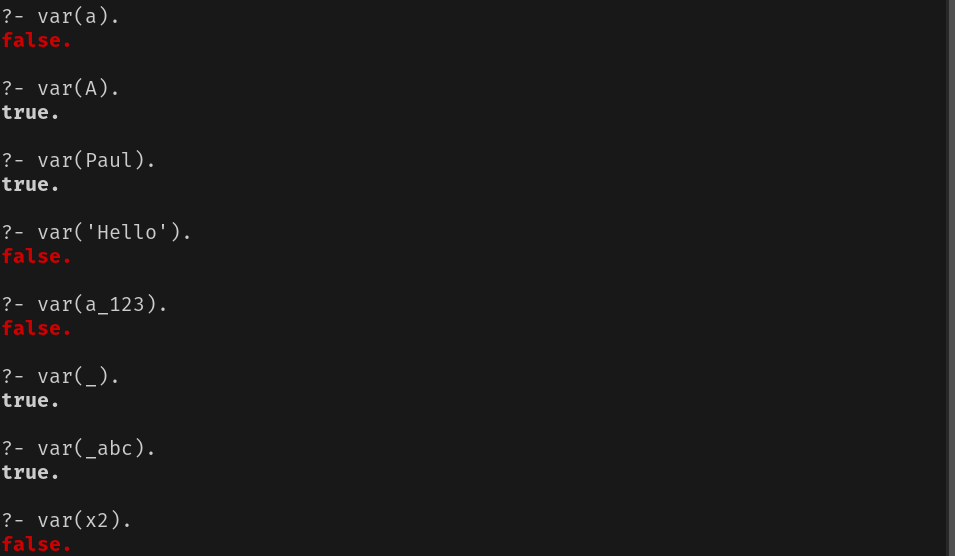 ?- var(a).
false.
?- var(A).
true.
?- var(Paul).
true.
?- var('Hello').
false.
?- var(a_123).
false.
?- var(_).
true.
?- var(_abc).
true.
?- var(x2).
false.